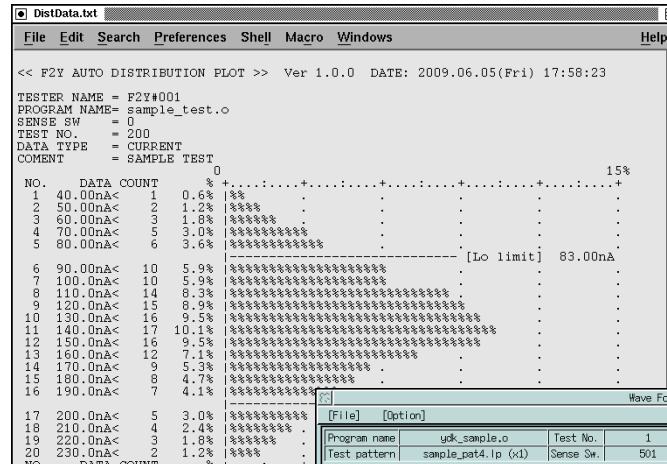 DistData.txt
File Edit Search Preferences Shell Macro Windows Help
<< F2Y AUTO DISTRIBUTION PLOT >> Ver 1.0.0 DATE: 2009.06.05(Fri) 17:58:23
TESTER NAME = F2Y#001
PROGRAM NAME= sample_test.o
SENSE SW = 0
TEST NO. = 200
DATA TYPE = CURRENT
COMENT = SAMPLE TEST
0 15%
NO. DATA COUNT % +....:....+....:....+....:....+....:....+....:....+
1 40.00nA< 1 0.6% |%% . . . . .
2 50.00nA< 2 1.2% |%%%% . . . . .
3 60.00nA< 3 1.8% |%%%%%% . . . . .
4 70.00nA< 5 3.0% |%%%%%%%%%% . . . .
5 80.00nA< 6 3.6% |%%%%%%%%%%%% . . . .
|----------------------------- [Lo limit] 83.00nA
6 90.00nA< 10 5.9% |%%%%%%%%%%%%%%%%%%%% . . .
7 100.0nA< 10 5.9% |%%%%%%%%%%%%%%%%%%%% . . .
8 110.0nA< 14 8.3% |%%%%%%%%%%%%%%%%%%%%%%%%%%%% . . .
9 120.0nA< 15 8.9% |%%%%%%%%%%%%%%%%%%%%%%%%%%%%%% . .
10 130.0nA< 16 9.5% |%%%%%%%%%%%%%%%%%%%%%%%%%%%%%%%% . .
11 140.0nA< 17 10.1% |%%%%%%%%%%%%%%%%%%%%%%%%%%%%%%%%%% . .
12 150.0nA< 16 9.5% |%%%%%%%%%%%%%%%%%%%%%%%%%%%%%%%% . .
13 160.0nA< 12 7.1% |%%%%%%%%%%%%%%%%%%%%%%%% . . .
14 170.0nA< 9 5.3% |%%%%%%%%%%%%%%%%%% . . . .
15 180.0nA< 8 4.7% |%%%%%%%%%%%%%%%% . . . .
16 190.0nA< 7 4.1% |%%%%%%%%%%%%%%
17 200.0nA< 5 3.0% |%%%%%%%%%%
18 210.0nA< 4 2.4% |%%%%%%%% .
19 220.0nA< 3 1.8% |%%%%%% .
20 230.0nA< 2 1.2% |%%%% .
NO. DATA COUNT %
Wave Fo
[File] [Option]
Program name ydk_sample.o Test No. 1
Test pattern sample_pat4.lp (x1) Sense Sw. 501